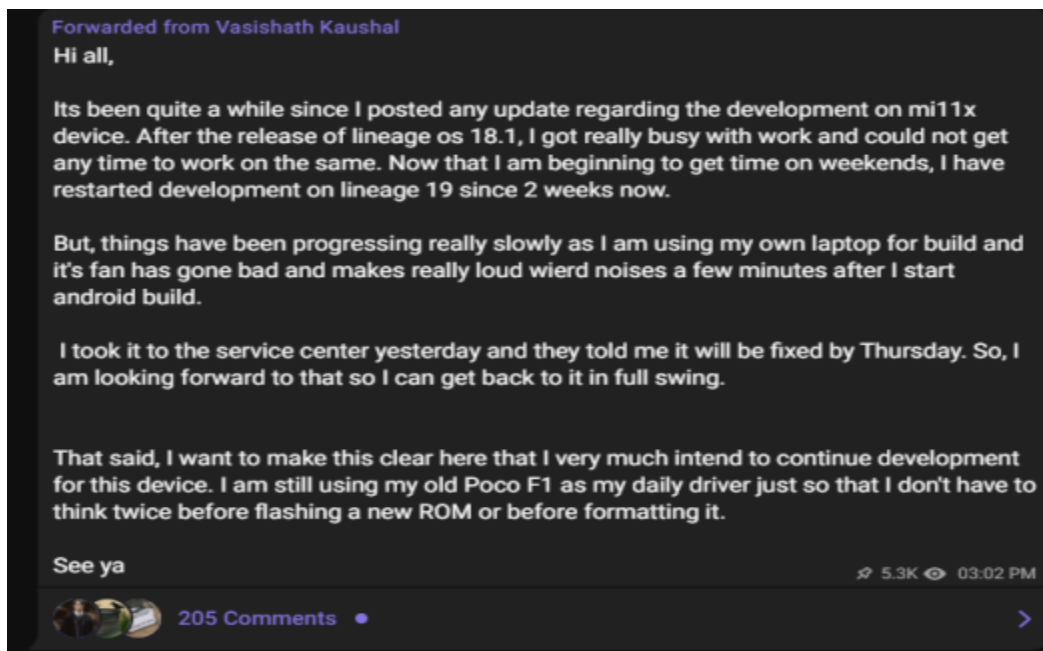 Forwarded from Vasishath Kaushal
Hi all,
Its been quite a while since I posted any update regarding the development on mi11x
device. After the release of lineage os 18.1, I got really busy with work and could not get
any time to work on the same. Now that I am beginning to get time on weekends, I have
restarted development on lineage 19 since 2 weeks now.
But, things have been progressing really slowly as I am using my own laptop for build and
it's fan has gone bad and makes really loud wierd noises a few minutes after I start
android build.
I took it to the service center yesterday and they told me it will be fixed by Thursday. So, I
am looking forward to that so I can get back to it in full swing.
That said, I want to make this clear here that I very much intend to continue development
for this device. I am still using my old Poco F1 as my daily driver just so that I don't have to
think twice before flashing a new ROM or before formatting it.
See ya
5.3K 03:02 PM
205 Comments